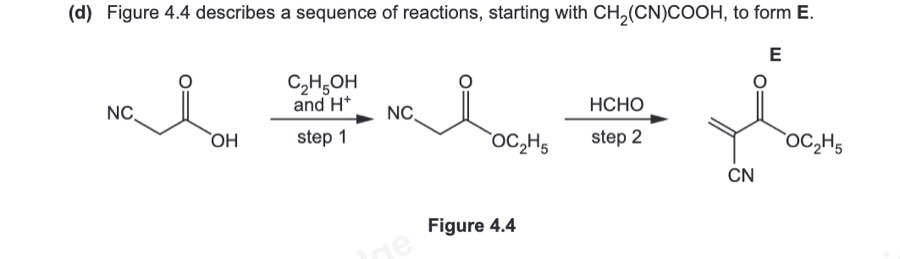 (d) Figure 4.4 describes a sequence of reactions, starting with CH₂(CN)COOH, to form E.
E
O
NC
OH
C₂H₅OH
and H⁺
step 1
O
NC
OC₂H₅
HCHO
step 2
O
OC₂H₅
CN
Figure 4.4